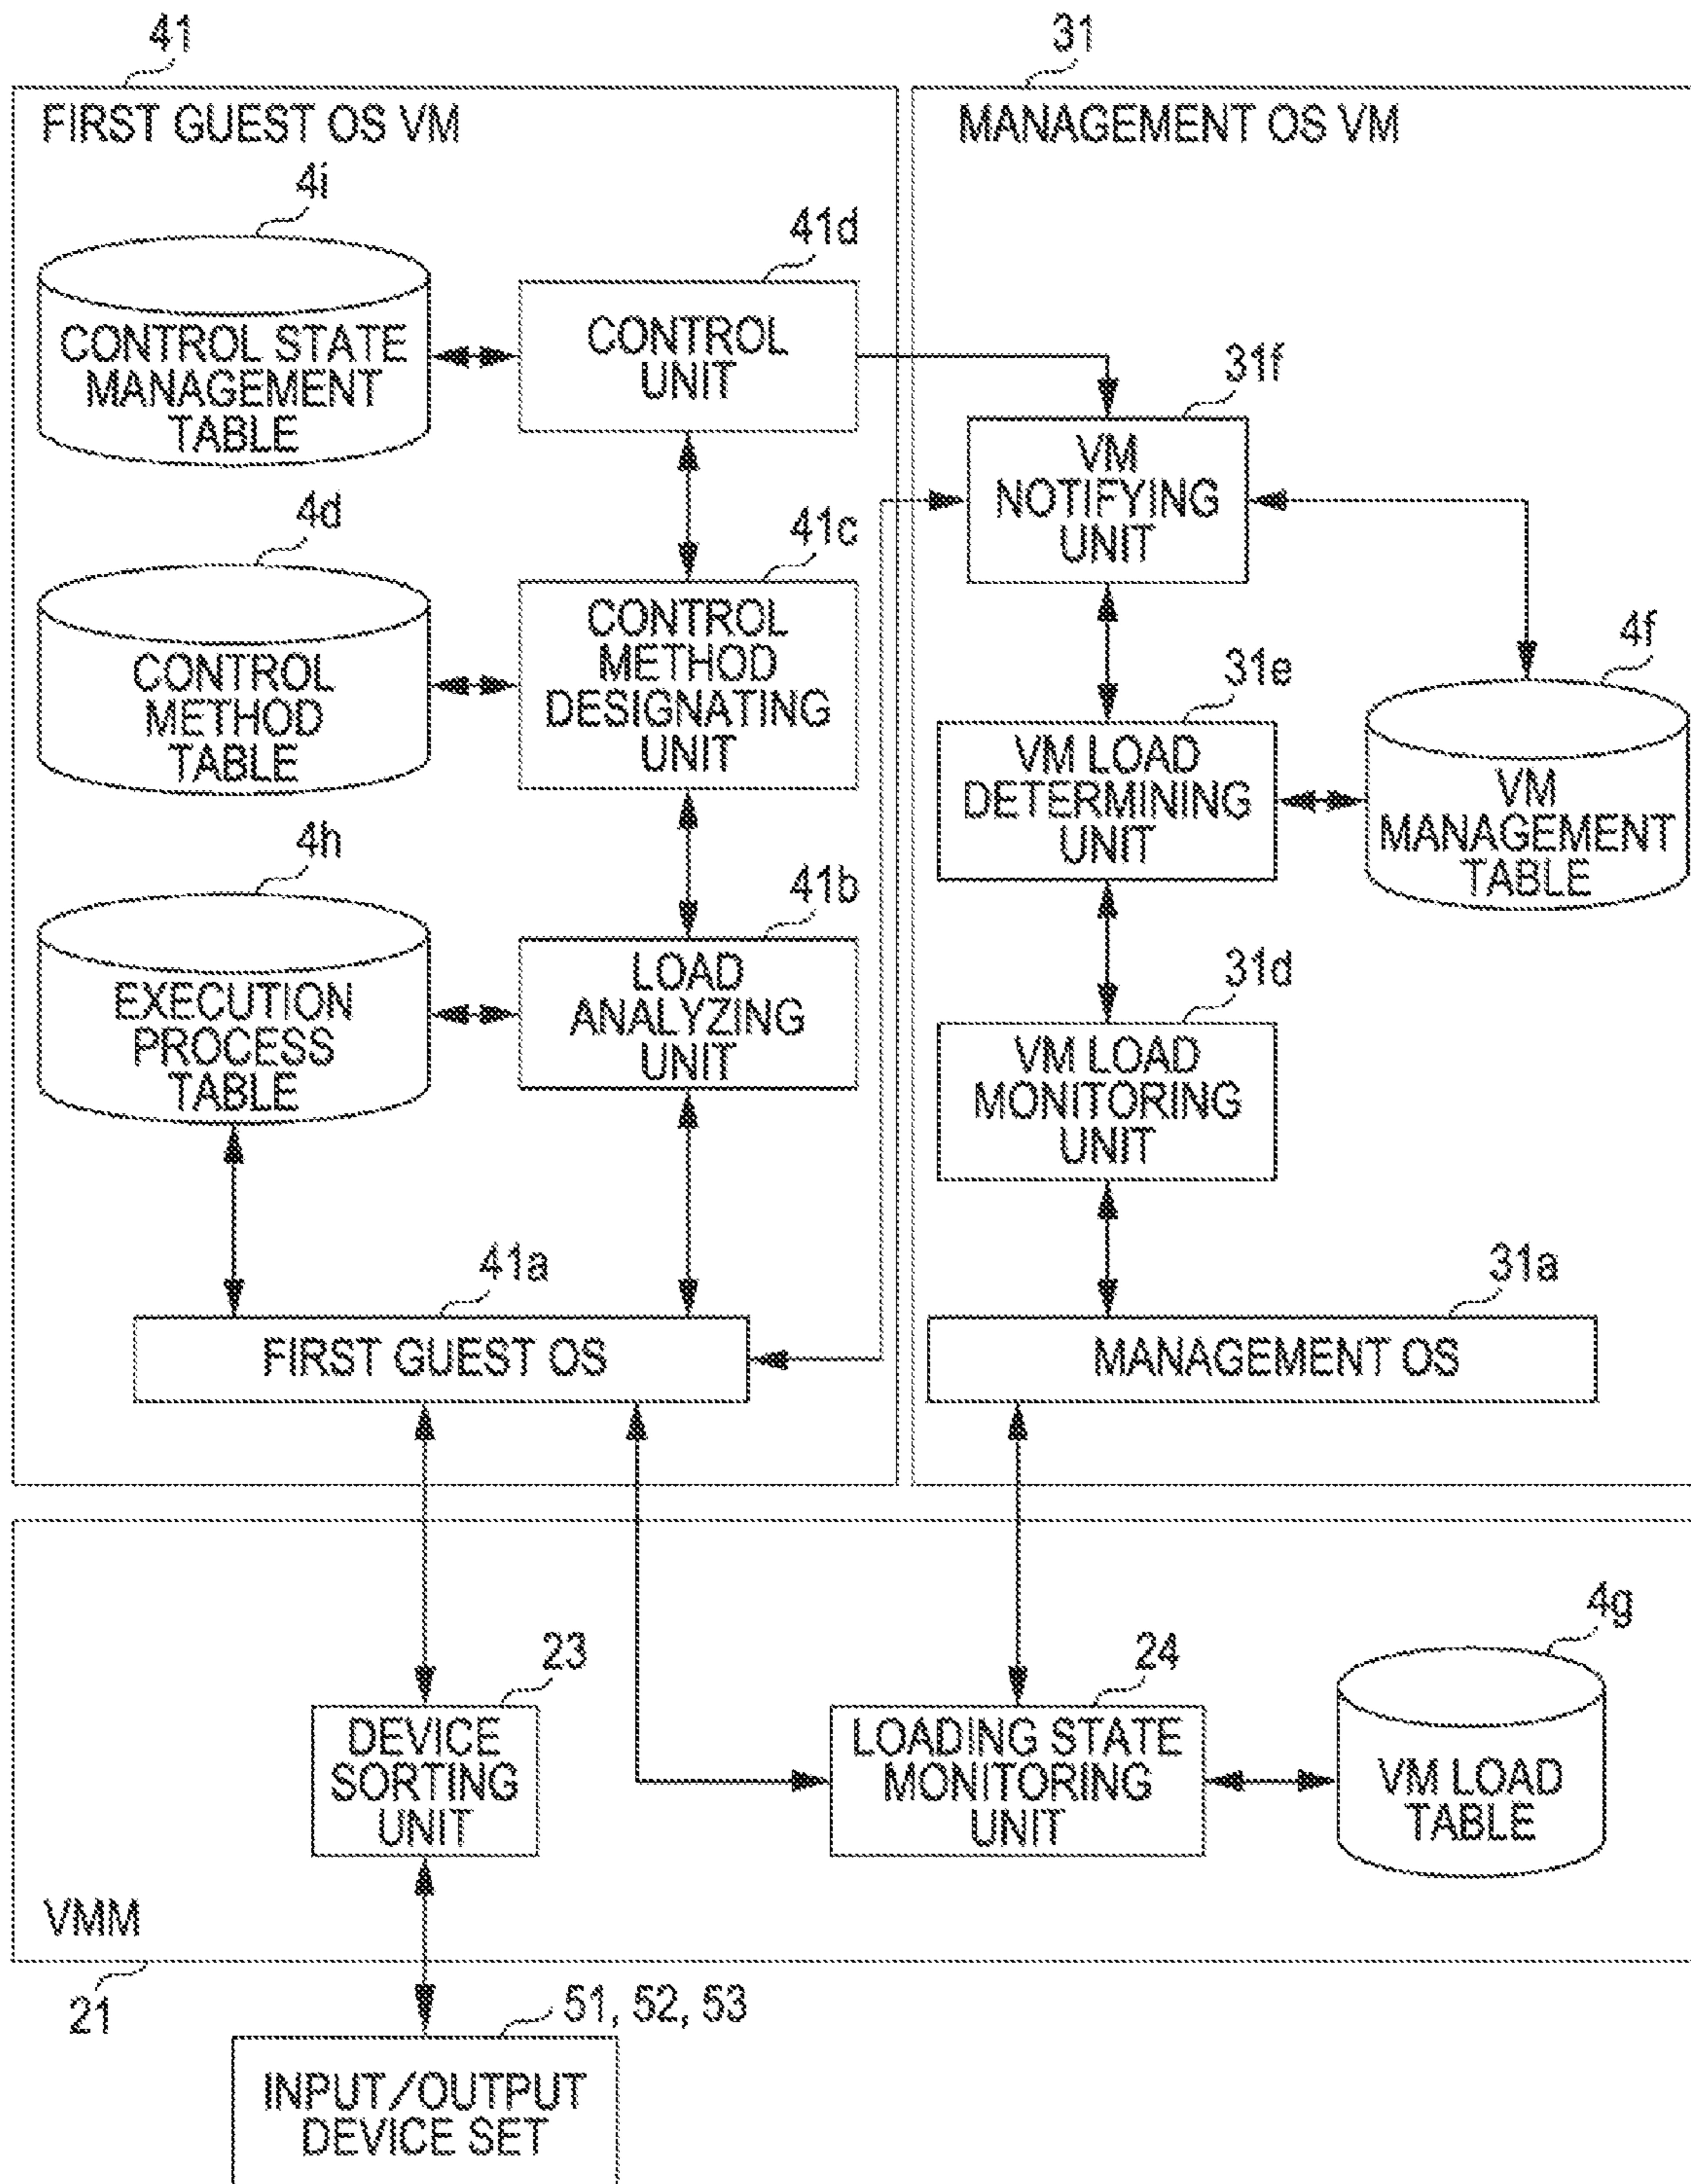 41
31
FIRST GUEST OS VM
MANAGEMENT OS VM
4i
41d
CONTROL STATE
MANAGEMENT
TABLE
CONTROL
UNIT
31f
VM
NOTIFYING
UNIT
4d
41c
CONTROL
METHOD
TABLE
CONTROL
METHOD
DESIGNATING
UNIT
31e
4f
VM LOAD
DETERMINING
UNIT
VM
MANAGEMENT
TABLE
4h
41b
EXECUTION
PROCESS
TABLE
LOAD
ANALYZING
UNIT
31d
VM LOAD
MONITORING
UNIT
41a
31a
FIRST GUEST OS
MANAGEMENT OS
23
24
4g
DEVICE
SORTING
UNIT
LOADING STATE
MONITORING
UNIT
VM LOAD
TABLE
VMM
21
51, 52, 53
INPUT/OUTPUT
DEVICE SET